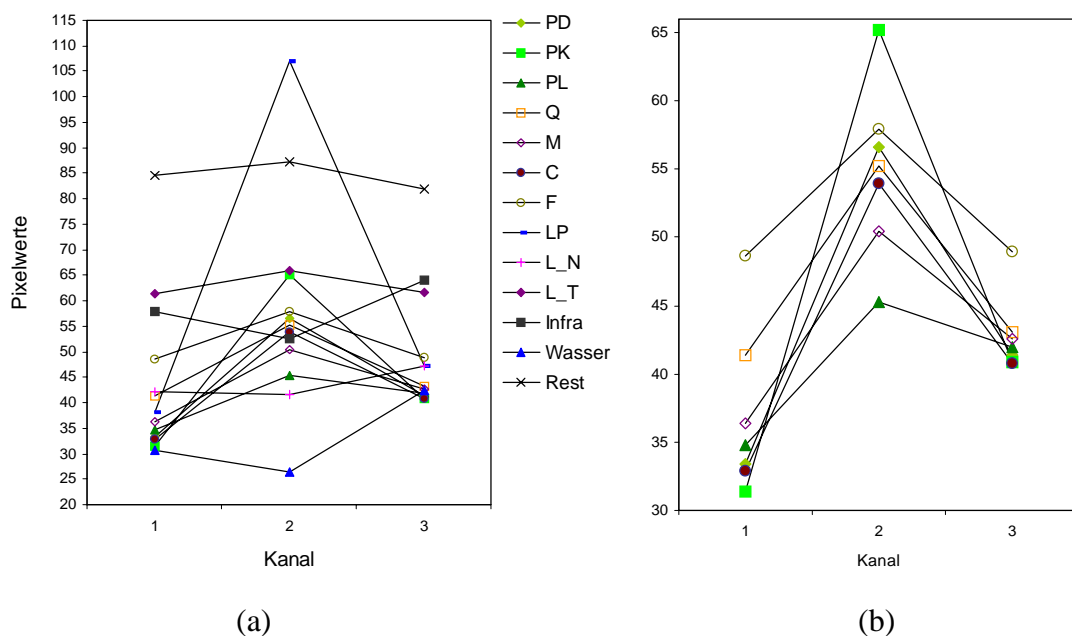 115
110
105
100
95
90
85
80
75
70
65
60
55
50
45
40
35
30
25
20
Pixelwerte
1 2 3
Kanal
PD
PK
PL
Q
M
C
F
LP
L_N
L_T
Infra
Wasser
Rest
65
60
55
50
45
40
35
30
1 2 3
Kanal
(a) (b)